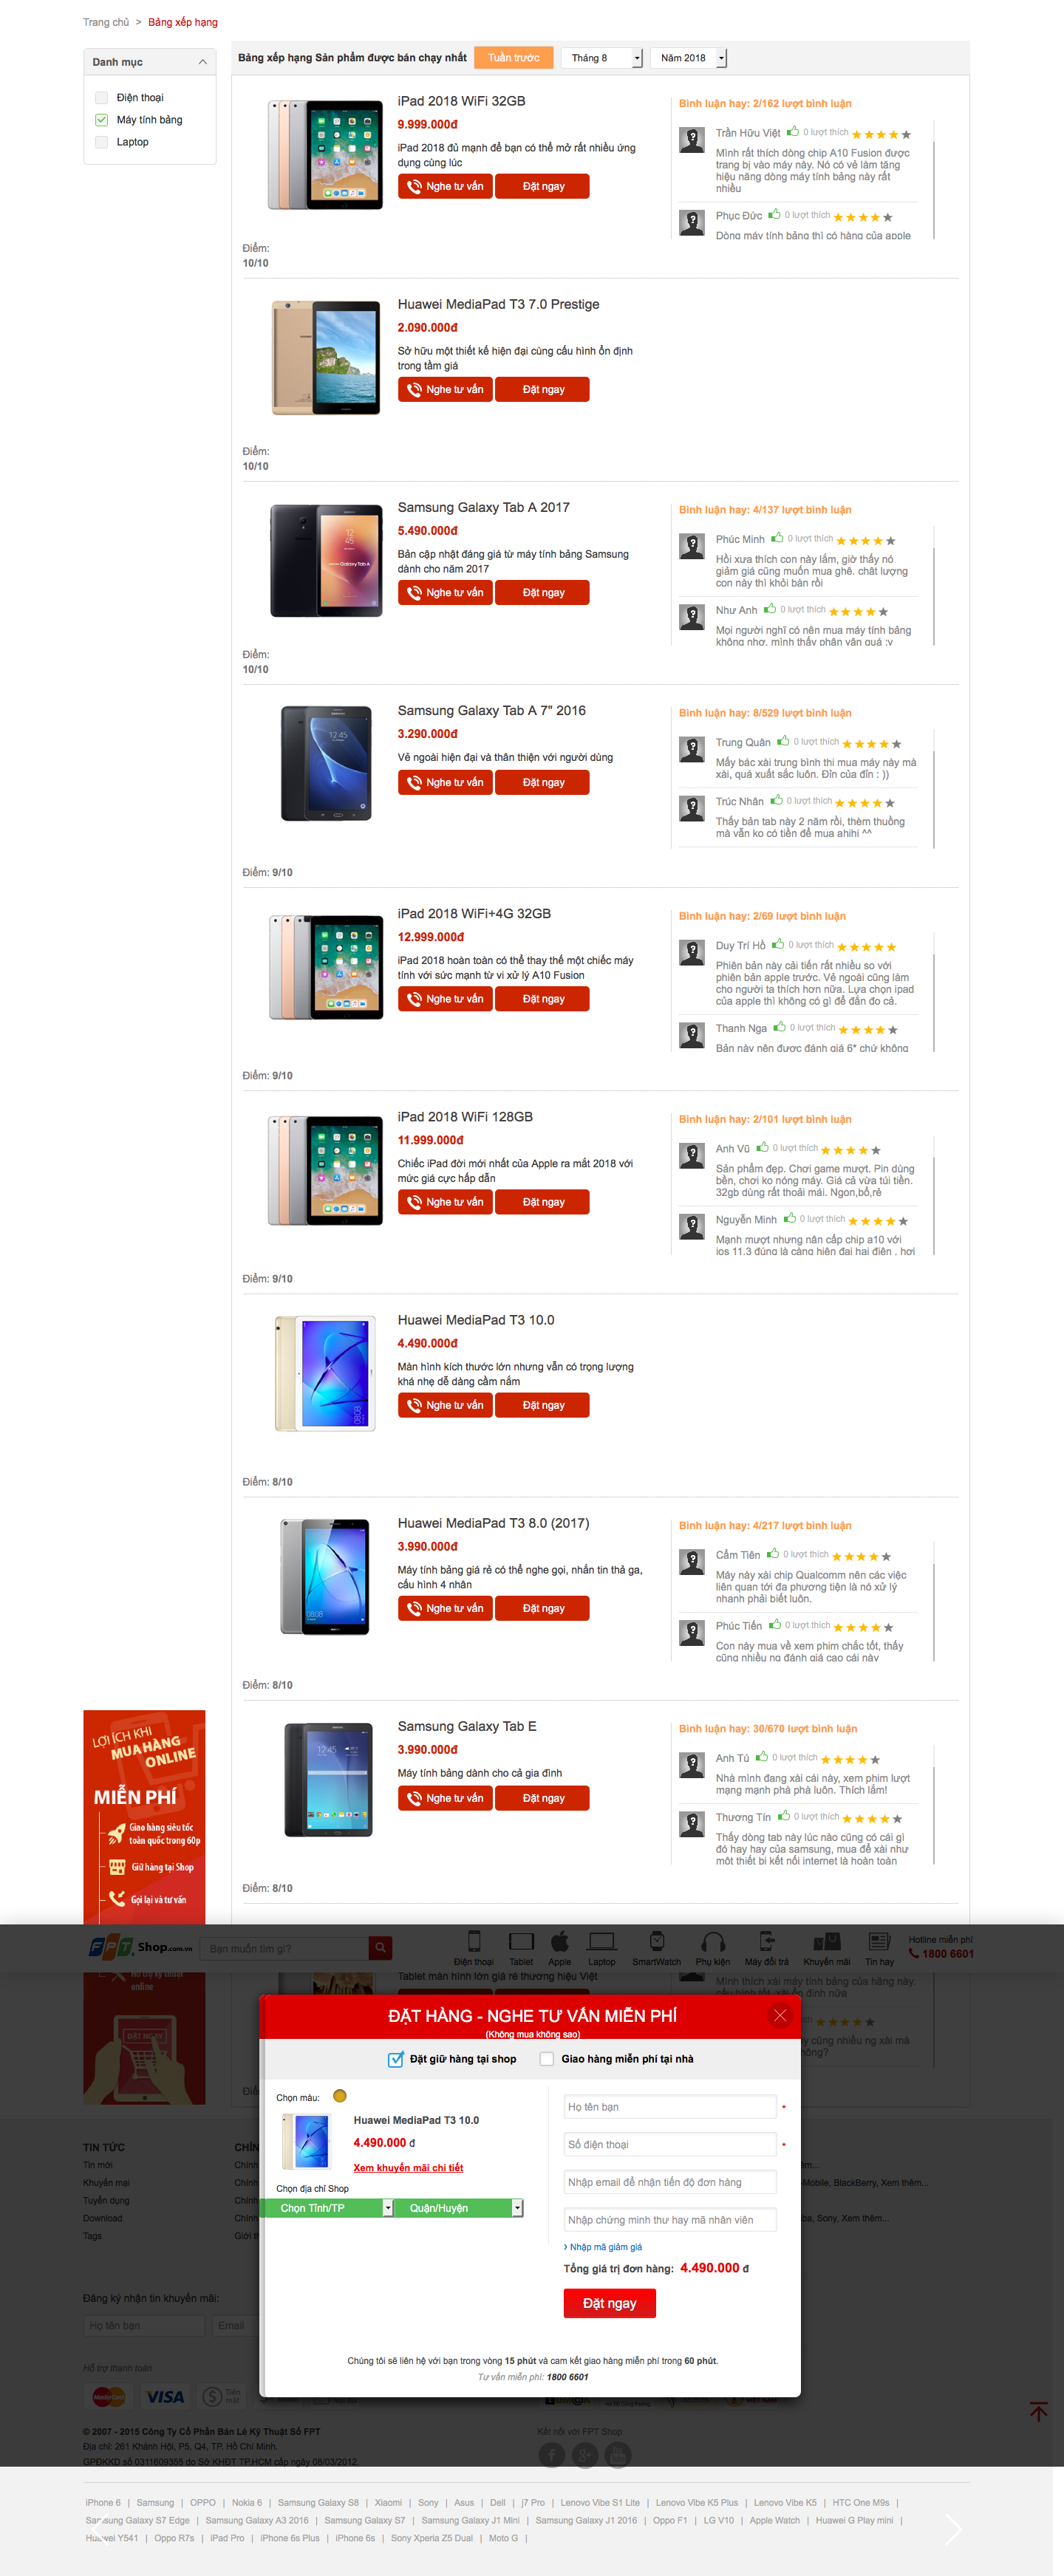 Trang chủ > Bảng xếp hạng
Danh mục
Điện thoại
Máy tính bảng
Laptop
Bảng xếp hạng Sản phẩm được bán chạy nhất Tuần trước Tháng 8 Năm 2018
iPad 2018 WiFi 32GB
9.999.000đ
iPad 2018 đủ mạnh để bạn có thể mở rất nhiều ứng
dụng cùng lúc
Nghe tư vấn Đặt ngay
Điểm:
10/10
Bình luận hay: 2/162 lượt bình luận
Trần Hữu Việt 0 lượt thích
Mình rất thích dòng chip A10 Fusion được
trang bị vào máy này. Nó có vẻ làm tăng
hiệu năng dòng máy tính bảng này rất
nhiều
Phục Đức 0 lượt thích
Dòng máy tính bảng thì có hàng của apple
Huawei MediaPad T3 7.0 Prestige
2.090.000đ
Sở hữu một thiết kế hiện đại cùng cấu hình ổn định
trong tầm giá
Nghe tư vấn Đặt ngay
Điểm:
10/10
Samsung Galaxy Tab A 2017
5.490.000đ
Bản cập nhật đáng giá từ máy tính bảng Samsung
dành cho năm 2017
Nghe tư vấn Đặt ngay
Điểm:
10/10
Bình luận hay: 4/137 lượt bình luận
Phúc Minh 0 lượt thích
Hồi xưa thích con này lắm, giờ thấy nó
giảm giá cũng muốn mua ghê. chât lượng
con này thì khỏi bàn rồi
Như Anh 0 lượt thích
Mọi người nghĩ có nên mua máy tính bảng
không nhợ, mình thấy phân vân quá :v
Samsung Galaxy Tab A 7" 2016
3.290.000đ
Vẻ ngoài hiện đại và thân thiện với người dùng
Nghe tư vấn Đặt ngay
Điểm: 9/10
Bình luận hay: 8/529 lượt bình luận
Trung Quân 0 lượt thích
Mấy bác xài trung bình thi mua máy này mà
xài, quá xuất sắc luôn. Đỉn của đỉn : ))
Trúc Nhân 0 lượt thích
Thấy bản tab này 2 năm rồi, thèm thuồng
mà vẫn ko có tiền để mua ahihi ^^
iPad 2018 WiFi+4G 32GB
12.999.000đ
iPad 2018 hoàn toàn có thể thay thế một chiếc máy
tính với sức mạnh từ vi xử lý A10 Fusion
Nghe tư vấn Đặt ngay
Điểm: 9/10
Bình luận hay: 2/69 lượt bình luận
Duy Trí Hồ 0 lượt thích
Phiên bản này cải tiến rất nhiều so với
phiên bản apple trước. Vẻ ngoài cũng làm
cho người ta thích hơn nữa. Lựa chọn ipad
của apple thì không có gì để đắn đo cả.
Thanh Nga 0 lượt thích
Bản này nên được đánh giá 6* chứ không
iPad 2018 WiFi 128GB
11.999.000đ
Chiếc iPad đời mới nhất của Apple ra mắt 2018 với
mức giá cực hấp dẫn
Nghe tư vấn Đặt ngay
Điểm: 9/10
Bình luận hay: 2/101 lượt bình luận
Anh Vũ 0 lượt thích
Sản phẩm đẹp. Chơi game mượt. Pin dùng
bền, chơi ko nóng máy. Giá cả vừa túi tiền.
32gb dùng rất thoải mái. Ngon,bổ,rẻ
Nguyễn Minh 0 lượt thích
Mạnh mượt nhưng nân cấp chip a10 với
ios 11.3 đúng là càng hiện đại hại điện . hơi
Huawei MediaPad T3 10.0
4.490.000đ
Màn hình kích thước lớn nhưng vẫn có trọng lượng
khá nhẹ dễ dàng cầm nắm
Nghe tư vấn Đặt ngay
Điểm: 8/10
Huawei MediaPad T3 8.0 (2017)
3.990.000đ
Máy tính bảng giá rẻ có thể nghe gọi, nhắn tin thả ga,
cấu hình 4 nhân
Nghe tư vấn Đặt ngay
Điểm: 8/10
Bình luận hay: 4/217 lượt bình luận
Cẩm Tiên 0 lượt thích
Máy này xài chip Qualcomm nên các việc
liên quan tới đa phương tiện là nó xử lý
nhanh phải biết luôn.
Phúc Tiến 0 lượt thích
Con này mua về xem phim chắc tốt, thấy
cũng nhiều ng đánh giá cao cái này
Samsung Galaxy Tab E
3.990.000đ
Máy tính bảng dành cho cả gia đình
Nghe tư vấn Đặt ngay
Điểm: 8/10
Bình luận hay: 30/670 lượt bình luận
Anh Tú 0 lượt thích
Nhà mình đang xài cái này, xem phim lượt
mạng mạnh phà phà luôn. Thích lắm!
Thương Tín 0 lượt thích
Thấy dòng tab này lúc nào cũng có cái gì
đó hay hay của samsung, mua để xài như
một thiết bị kết nối internet là hoàn toàn
LỢI ÍCH KHI
MUA HÀNG
ONLINE
MIỄN PHÍ
Giao hàng siêu tốc
toàn quốc trong 60p
Giữ hàng tại Shop
Gọi lại và tư vấn
Hỗ trợ kỹ thuật
online
ĐẶT NGAY
FPT Shop.com.vn
Bạn muốn tìm gì?
Điện thoại Tablet Apple Laptop SmartWatch Phụ kiện Máy đổi trả Khuyến mãi Tin hay
Hotline miễn phí
1800 6601
Tablet màn hình lớn giá rẻ thương hiệu Việt
Mình thích xài máy tính bảng của hãng này.
cấu hình tốt, xài ổn định nữa
ĐẶT HÀNG - NGHE TƯ VẤN MIỄN PHÍ
(Không mua không sao)
Đặt giữ hàng tại shop Giao hàng miễn phí tại nhà
Chọn màu:
Huawei MediaPad T3 10.0
4.490.000 đ
Xem khuyến mãi chi tiết
Chọn địa chỉ Shop
Chọn Tỉnh/TP Quận/Huyện
Họ tên bạn *
Số điện thoại *
Nhập email để nhận tiến độ đơn hàng
Nhập chứng minh thư hay mã nhân viên
› Nhập mã giảm giá
Tổng giá trị đơn hàng: 4.490.000 đ
Đặt ngay
Chúng tôi sẽ liên hệ với bạn trong vòng 15 phút và cam kết giao hàng miễn phí trong 60 phút.
Tư vấn miễn phí: 1800 6601
TIN TỨC
Tin mới
Khuyến mại
Tuyển dụng
Download
Tags
Mobile, BlackBerry, Xem thêm...
Sony, Xem thêm...
Đăng ký nhận tin khuyến mãi:
Họ tên bạn Email
Hỗ trợ thanh toán
MasterCard VISA Tiền mặt
© 2007 - 2015 Công Ty Cổ Phần Bán Lẻ Kỹ Thuật Số FPT
Địa chỉ: 261 Khánh Hội, P5, Q4, TP. Hồ Chí Minh.
GPĐKKD số 0311609355 do Sở KHĐT TP.HCM cấp ngày 08/03/2012.
Kết nối với FPT Shop
iPhone 6 | Samsung | OPPO | Nokia 6 | Samsung Galaxy S8 | Xiaomi | Sony | Asus | Dell | j7 Pro | Lenovo Vibe S1 Lite | Lenovo Vibe K5 Plus | Lenovo Vibe K5 | HTC One M9s |
Samsung Galaxy S7 Edge | Samsung Galaxy A3 2016 | Samsung Galaxy S7 | Samsung Galaxy J1 Mini | Samsung Galaxy J1 2016 | Oppo F1 | LG V10 | Apple Watch | Huawei G Play mini |
Huawei Y541 | Oppo R7s | iPad Pro | iPhone 6s Plus | iPhone 6s | Sony Xperia Z5 Dual | Moto G |